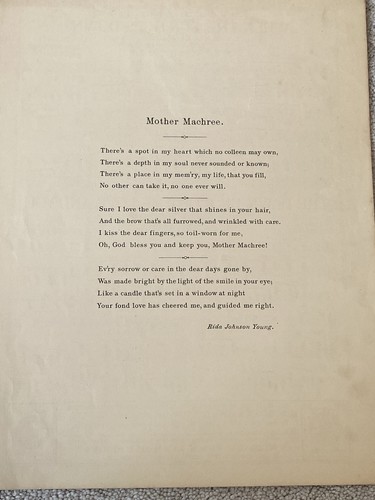 Mother Machree.
There's a spot in my heart which no colleen may own,
There's a depth in my soul never sounded or known;
There's a place in my mem'ry, my life, that you fill,
No other can take it, no one ever will.
Sure I love the dear silver that shines in your hair,
And the brow that's all furrowed, and wrinkled with care.
I kiss the dear fingers, so toil-worn for me,
Oh, God bless you and keep you, Mother Machree!
Ev'ry sorrow or care in the dear days gone by,
Was made bright by the light of the smile in your eye;
Like a candle that's set in a window at night
Your fond love has cheered me, and guided me right.
Rida Johnson Young.